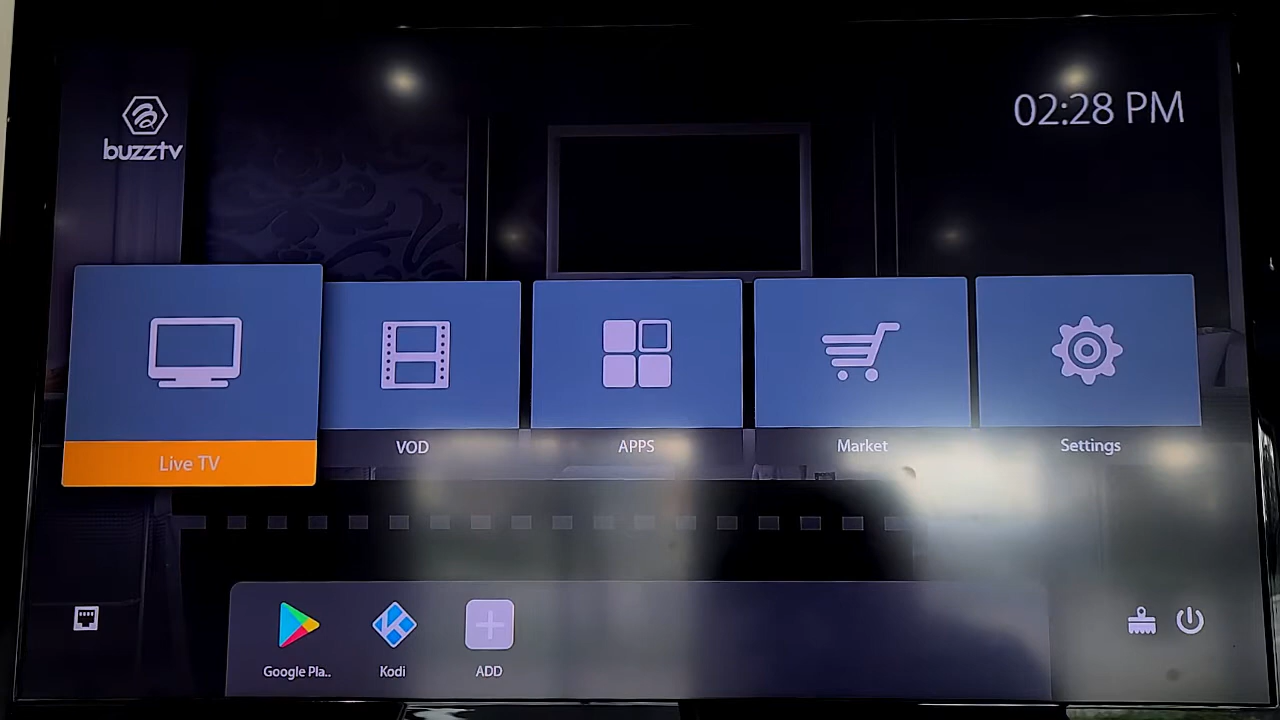 buzztv
02:28 PM
Live TV
VOD
APPS
Market
Settings
Google Pla..
Kodi
ADD